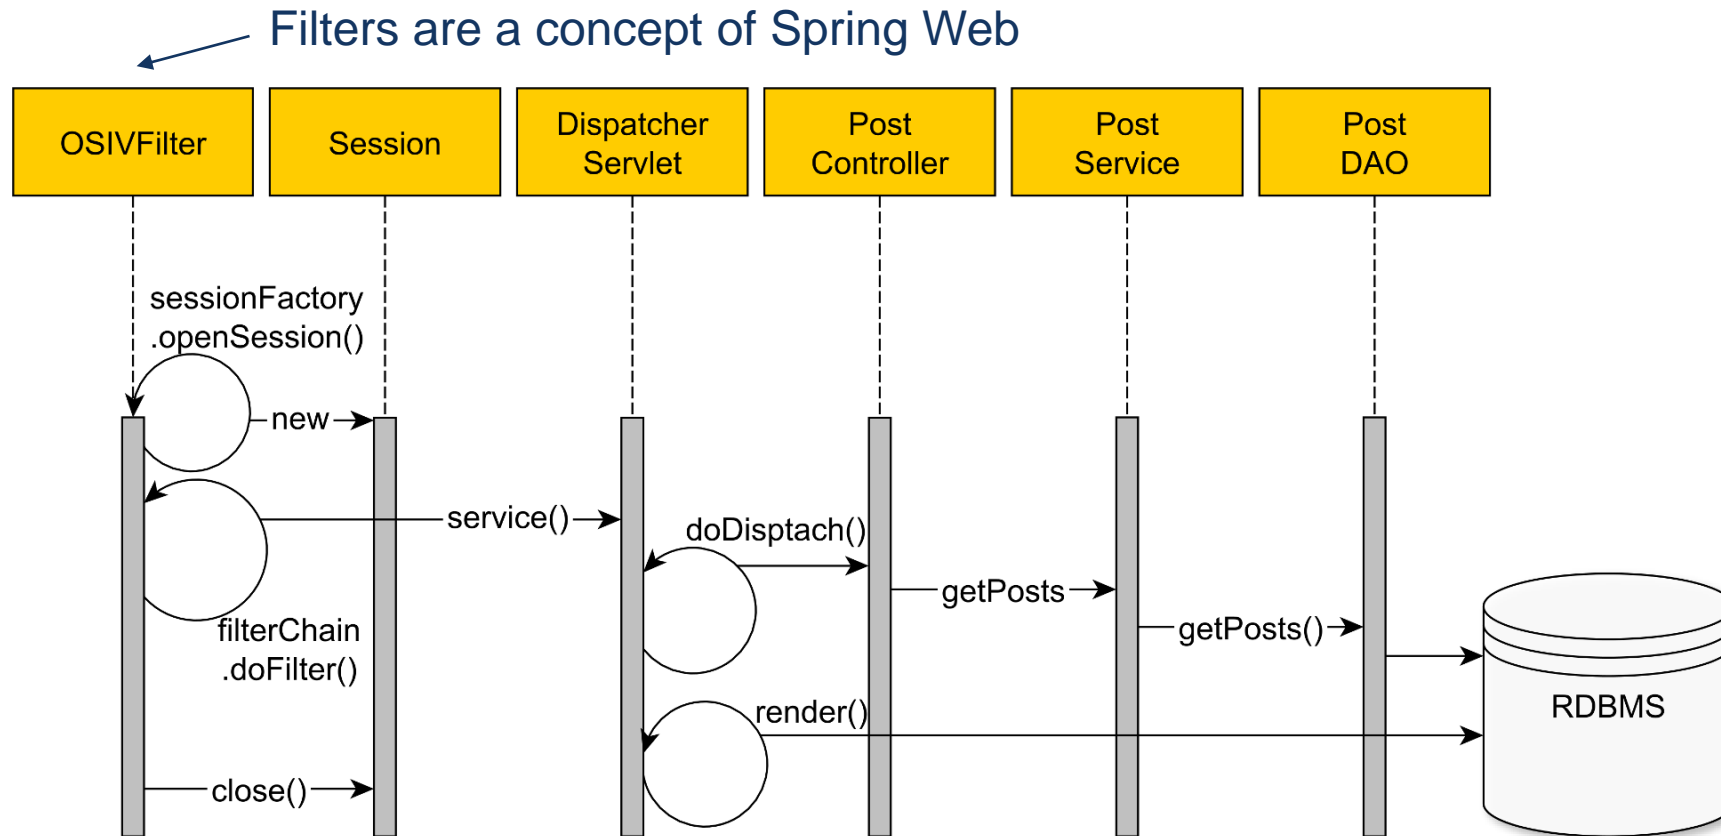 Filters are a concept of Spring Web
OSIVFilter
Session
Dispatcher
Servlet
Post
Controller
Post
Service
Post
DAO
sessionFactory
.openSession()
new
service()
doDisptach()
getPosts
getPosts()
filterChain
.doFilter()
render()
RDBMS
close()